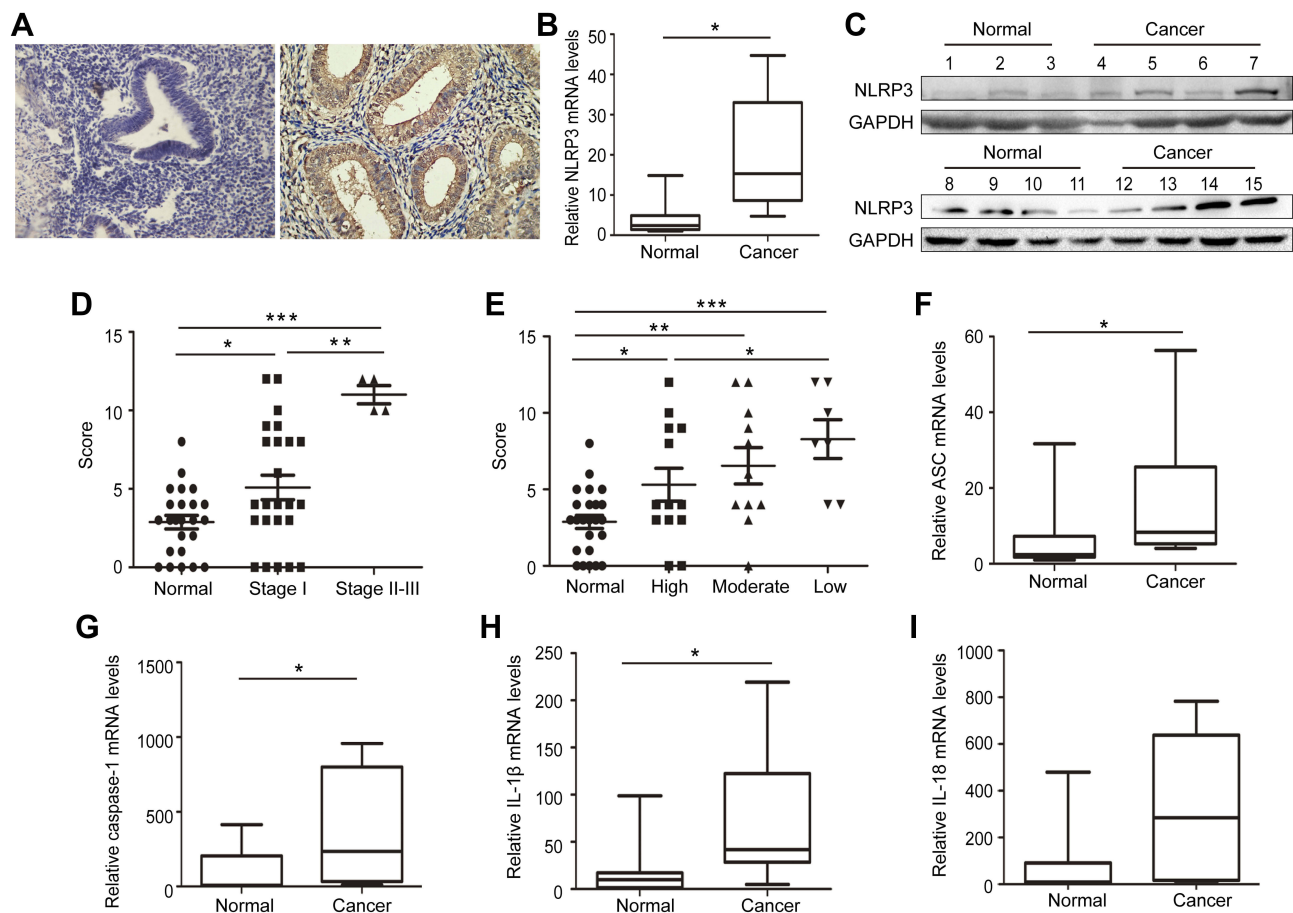 A
B
Relative NLRP3 mRNA levels
50
40
30
20
10
0
*
Normal Cancer
C
Normal Cancer
1 2 3 4 5 6 7
NLRP3
GAPDH
Normal Cancer
8 9 10 11 12 13 14 15
NLRP3
GAPDH
D
Score
15
10
5
0
***
* **
Normal Stage I Stage II-III
E
Score
15
10
5
0
***
**
* *
Normal High Moderate Low
F
Relative ASC mRNA levels
60
40
20
0
*
Normal Cancer
G
Relative caspase-1 mRNA levels
1500
1000
500
0
*
Normal Cancer
H
Relative IL-1β mRNA levels
250
200
150
100
50
0
*
Normal Cancer
I
Relative IL-18 mRNA levels
1000
800
600
400
200
0
Normal Cancer